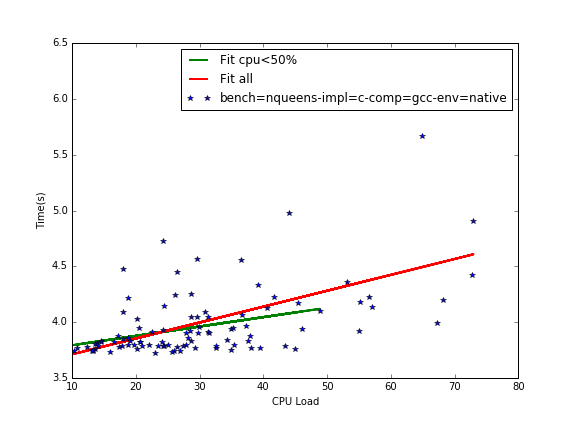 6.5
6.0
5.5
5.0
4.5
4.0
3.5
Time(s)
Fit cpu<50%
Fit all
bench=nqueens-impl=c-comp=gcc-env=native
10 20 30 40 50 60 70 80
CPU Load